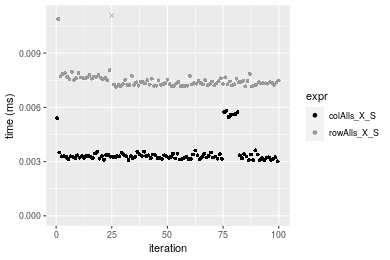 time (ms)
0.009
0.006
0.003
0.000
0
25
50
75
100
iteration
expr
colAlls_X_S
rowAlls_X_S